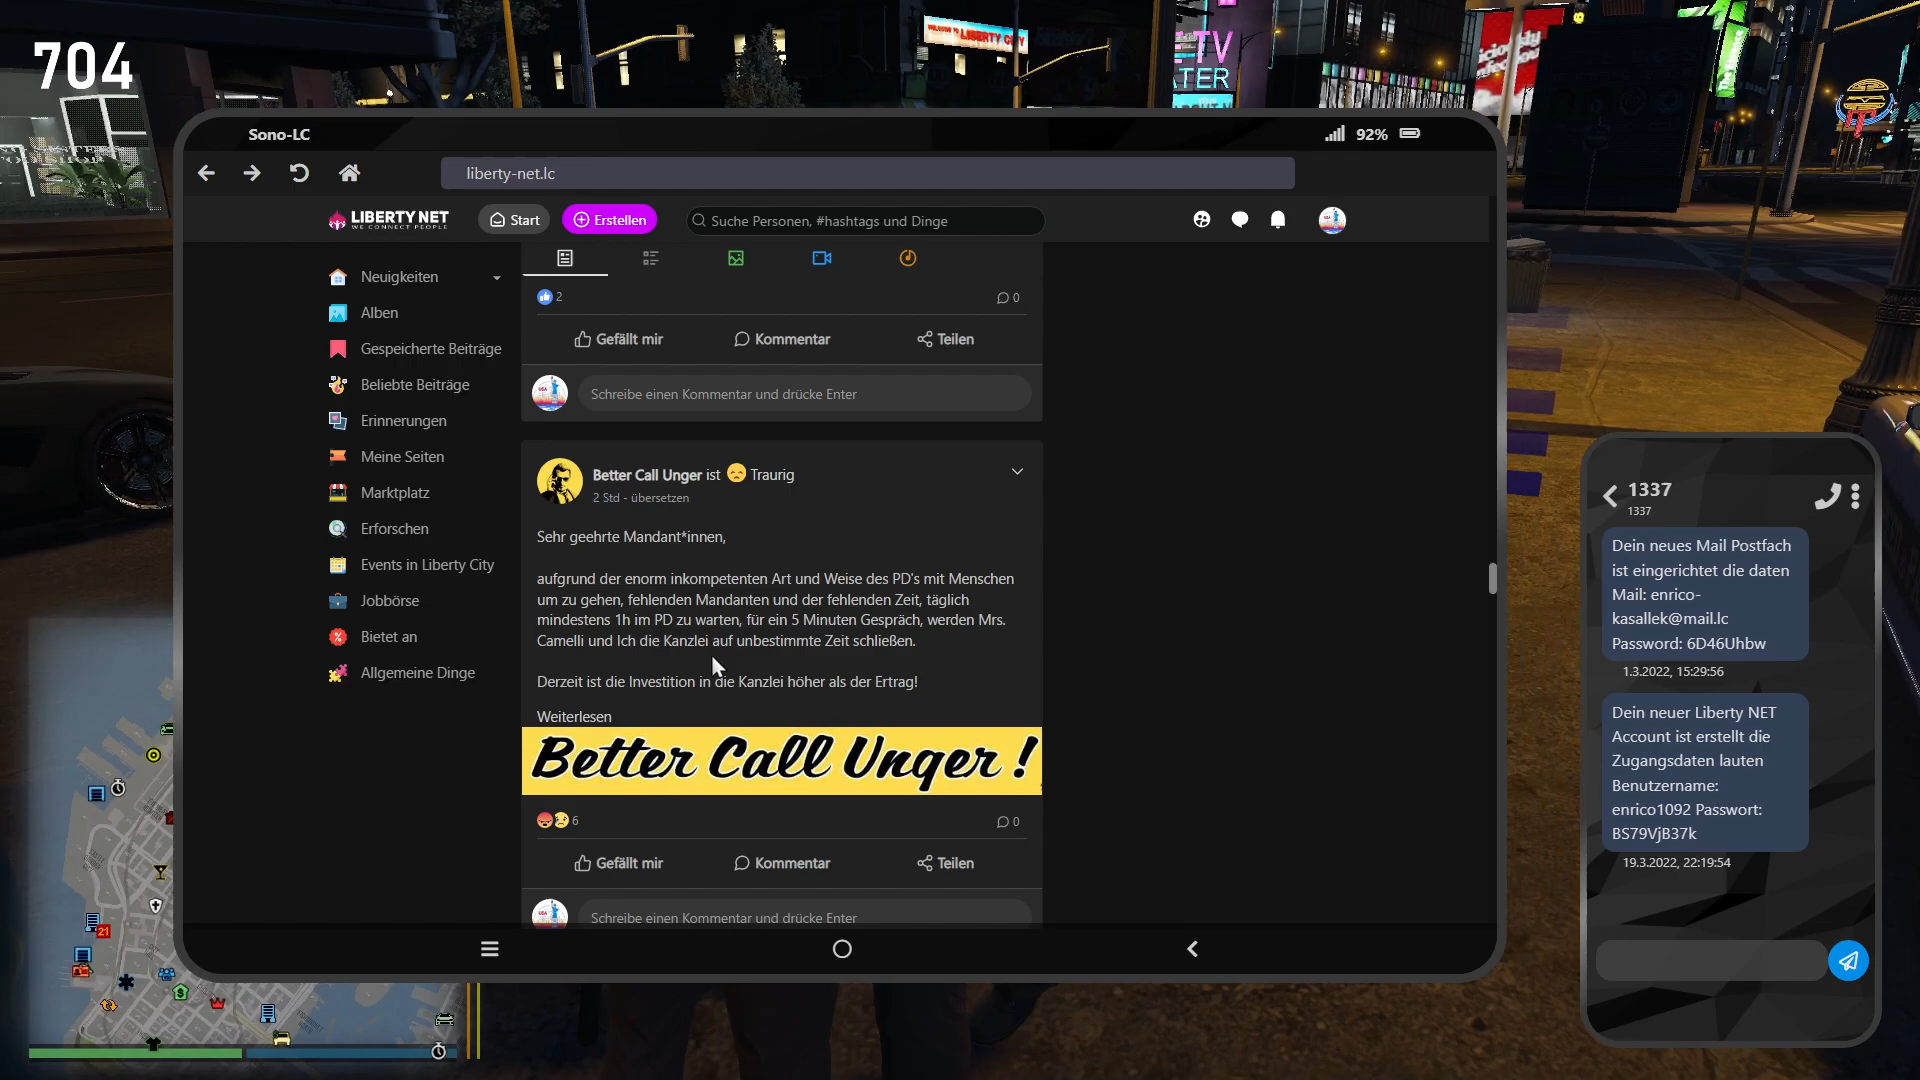 704
WELCOME TO LIBERTY CITY
TV
Sono-LC
92%
liberty-net.lc
LIBERTY NET
WE CONNECT PEOPLE
Start
Erstellen
Suche Personen, #hashtags und Dinge
Neuigkeiten
Alben
Gespeicherte Beiträge
Beliebte Beiträge
Erinnerungen
Meine Seiten
Marktplatz
Erforschen
Events in Liberty City
Jobbörse
Bietet an
Allgemeine Dinge
2
0
Gefällt mir
Kommentar
Teilen
Schreibe einen Kommentar und drücke Enter
Better Call Unger ist Traurig
2 Std - übersetzen
Sehr geehrte Mandant*innen,
aufgrund der enorm inkompetenten Art und Weise des PD's mit Menschen
um zu gehen, fehlenden Mandanten und der fehlenden Zeit, täglich
mindestens 1h im PD zu warten, für ein 5 Minuten Gespräch, werden Mrs.
Camelli und Ich die Kanzlei auf unbestimmte Zeit schließen.
Derzeit ist die Investition in die Kanzlei höher als der Ertrag!
Weiterlesen
Better Call Unger !
6
0
Gefällt mir
Kommentar
Teilen
Schreibe einen Kommentar und drücke Enter
1337
1337
Dein neues Mail Postfach
ist eingerichtet die daten
Mail: enrico-
kasallek@mail.lc
Password: 6D46Uhbw
1.3.2022, 15:29:56
Dein neuer Liberty NET
Account ist erstellt die
Zugangsdaten lauten
Benutzername:
enrico1092 Passwort:
BS79VjB37k
19.3.2022, 22:19:54
21